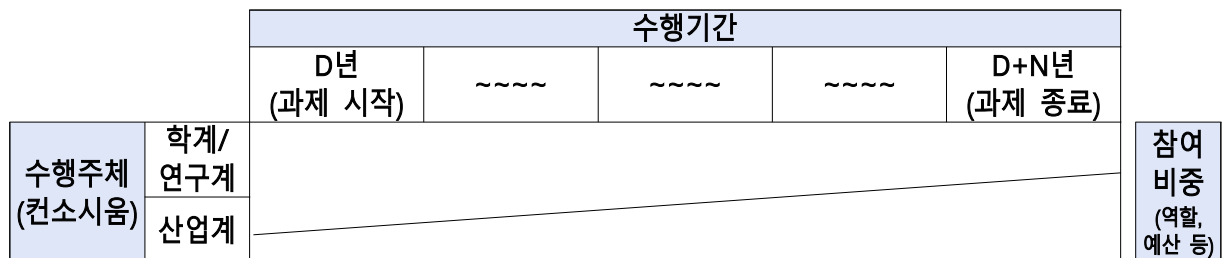 수행기간
D년
(과제 시작)
~~~~
~~~~
~~~~
D+N년
(과제 종료)
수행주체
(컨소시움)
학계/
연구계
산업계
참여
비중
(역할,
예산 등)